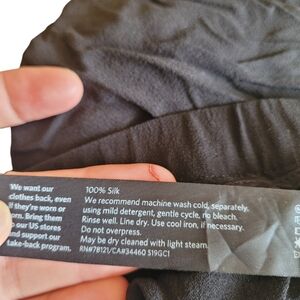 'We want our
clothes back, even
if they're worn or
orn. Bring them
o our US stores
nd support our
take-back program.
100% Silk
We recommend machine wash cold, separately,
using mild detergent, gentle cycle, no bleach.
Rinse well. Line dry. Use cool iron, if necessary.
Do not overpress.
May be dry cleaned with light steam.
RN#78121/CA#34460 S19GC1